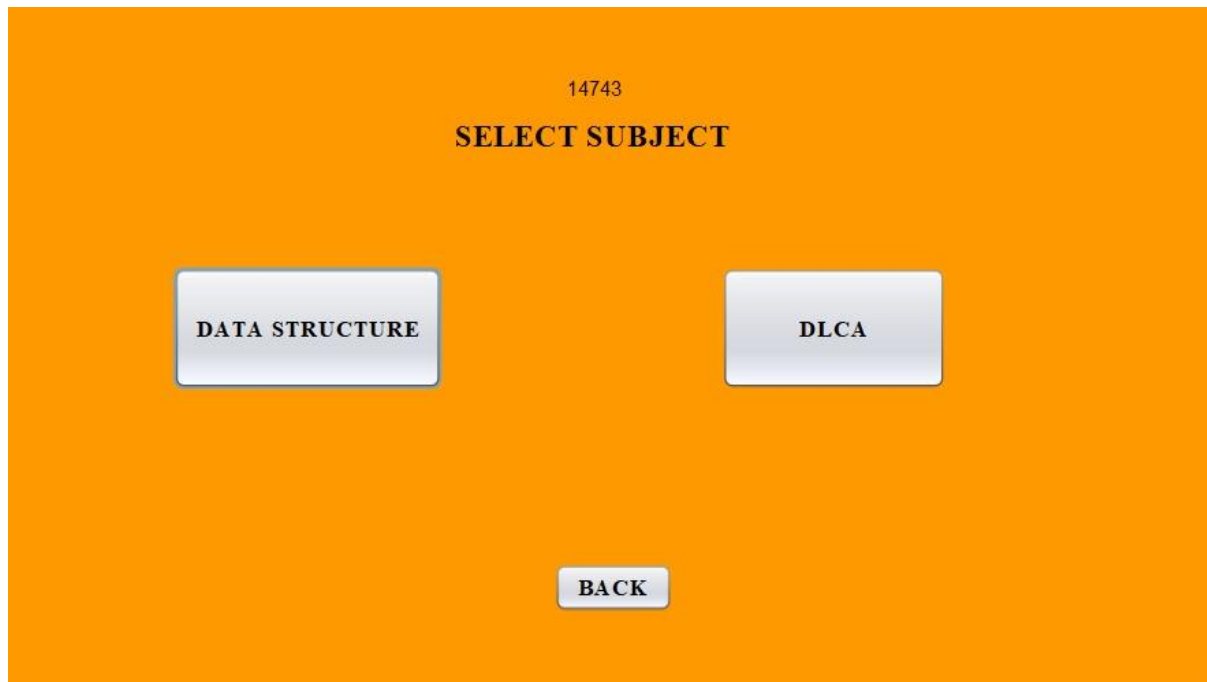 14743
SELECT SUBJECT
DATA STRUCTURE
DLCA
BACK